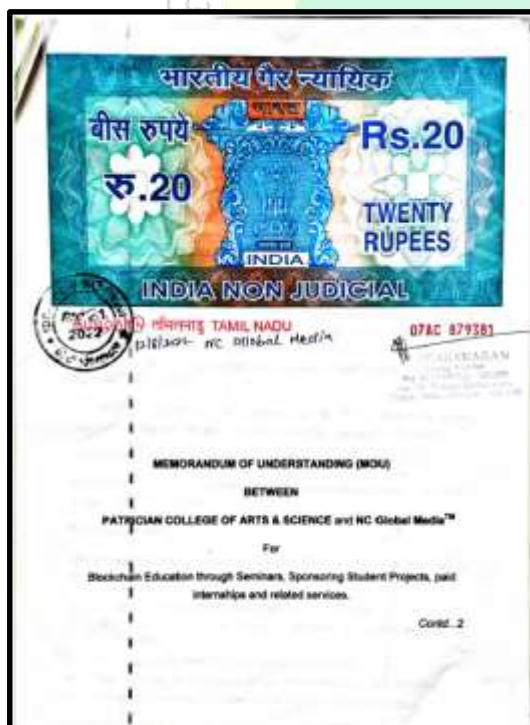 भारतीय गैर न्यायिक
भारत
बीस रुपये
Rs.20
रु.20
TWENTY
RUPEES
INDIA
INDIA NON JUDICIAL
தமிழ்நாடு तमिलनाडु TAMIL NADU
NC Global Media
07AC 879381
MEMORANDUM OF UNDERSTANDING (MOU)
BETWEEN
PATRICIAN COLLEGE OF ARTS & SCIENCE and NC Global Media™
For
Blockchain Education through Seminars, Sponsoring Student Projects, paid
internships and related services.
Contd..2